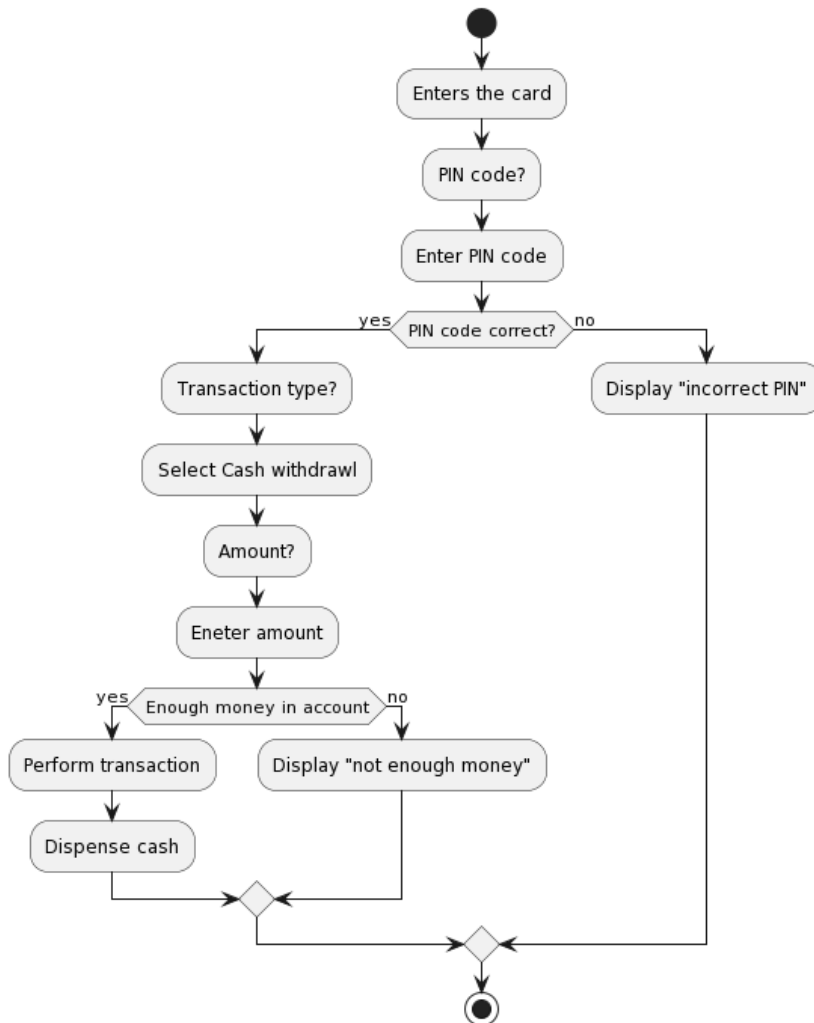 Enters the card
PIN code?
Enter PIN code
yes
PIN code correct?
no
Transaction type?
Display "incorrect PIN"
Select Cash withdrawl
Amount?
Eneter amount
yes
Enough money in account
no
Perform transaction
Display "not enough money"
Dispense cash